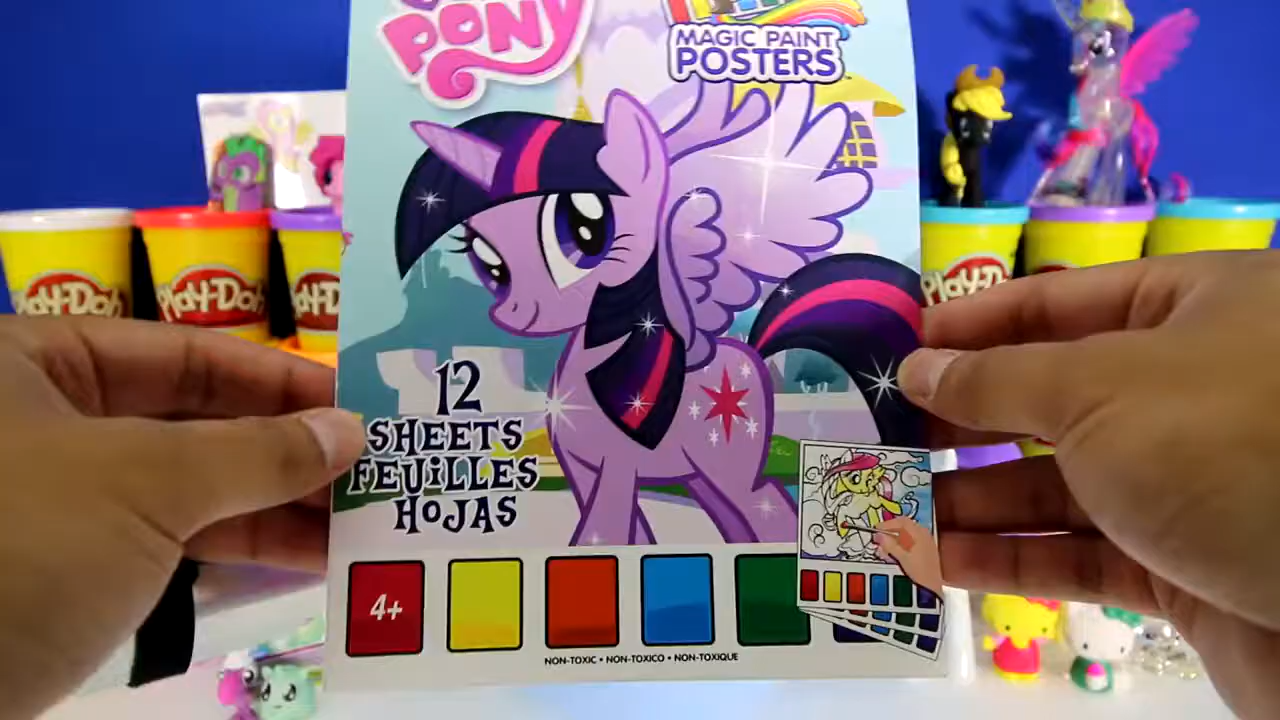 PONY
MAGIC PAINT
POSTERS
™
PLAY-DOH
PLAY-DOH
PLAY-DOH
PLAY-DOH
12
SHEETS
FEUiLLES
HOJAS
4+
NON-TOXIC • NON-TOXICO • NON-TOXIQUE